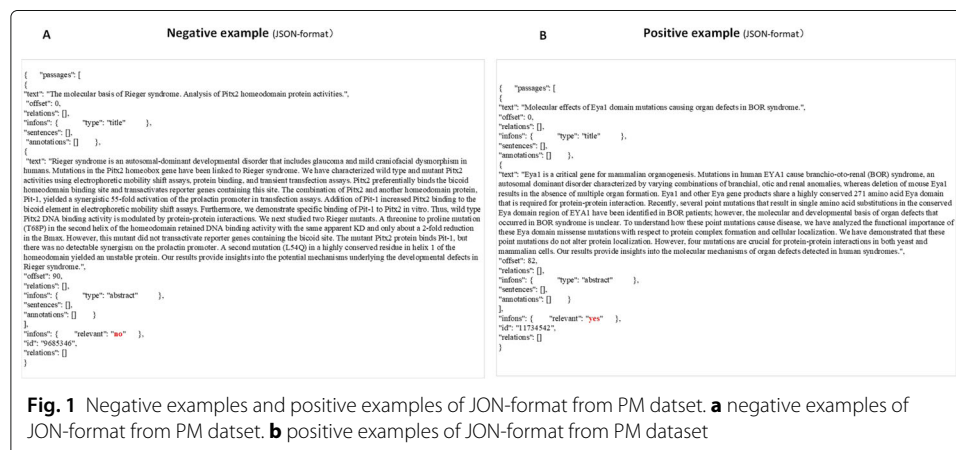 A Negative example (JSON-format)
{ "passages": [
{
"text": "The molecular basis of Rieger syndrome. Analysis of Pitx2 homeodomain protein activities.",
"offset": 0,
"relations": [],
"infons": { "type": "title" },
"sentences": [],
"annotations": [] },
{
"text": "Rieger syndrome is an autosomal-dominant developmental disorder that includes glaucoma and mild craniofacial dysmorphism in
humans. Mutations in the Pitx2 homeobox gene have been linked to Rieger syndrome. We have characterized wild type and mutant Pitx2
activities using electrophoretic mobility shift assays, protein binding, and transient transfection assays. Pitx2 preferentially binds the bicoid
homeodomain binding site and transactivates reporter genes containing this site. The combination of Pitx2 and another homeodomain protein,
Pit-1, yielded a synergistic 55-fold activation of the prolactin promoter in transfection assays. Addition of Pit-1 increased Pitx2 binding to the
bicoid element in electrophoretic mobility shift assays. Furthermore, we demonstrate specific binding of Pit-1 to Pitx2 in vitro. Thus, wild type
Pitx2 DNA binding activity is modulated by protein-protein interactions. We next studied two Rieger mutants. A threonine to proline mutation
(T68P) in the second helix of the homeodomain retained DNA binding activity with the same apparent KD and only about a 2-fold reduction
in the Bmax. However, this mutant did not transactivate reporter genes containing the bicoid site. The mutant Pitx2 protein binds Pit-1, but
there was no detectable synergism on the prolactin promoter. A second mutation (L54Q) in a highly conserved residue in helix 1 of the
homeodomain yielded an unstable protein. Our results provide insights into the potential mechanisms underlying the developmental defects in
Rieger syndrome.",
"offset": 90,
"relations": [],
"infons": { "type": "abstract" },
"sentences": [],
"annotations": [] }
],
"infons": { "relevant": "no" },
"id": "9685346",
"relations": []
}
B Positive example (JSON-format)
{ "passages": [
{
"text": "Molecular effects of Eya1 domain mutations causing organ defects in BOR syndrome.",
"offset": 0,
"relations": [],
"infons": { "type": "title" },
"sentences": [],
"annotations": [] },
{
"text": "Eya1 is a critical gene for mammalian organogenesis. Mutations in human EYA1 cause branchio-oto-renal (BOR) syndrome, an
autosomal dominant disorder characterized by varying combinations of branchial, otic and renal anomalies, whereas deletion of mouse Eya1
results in the absence of multiple organ formation. Eya1 and other Eya gene products share a highly conserved 271 amino acid Eya domain
that is required for protein-protein interaction. Recently, several point mutations that result in single amino acid substitutions in the conserved
Eya domain region of EYA1 have been identified in BOR patients; however, the molecular and developmental basis of organ defects that
occurred in BOR syndrome is unclear. To understand how these point mutations cause disease, we have analyzed the functional importance of
these Eya domain missense mutations with respect to protein complex formation and cellular localization. We have demonstrated that these
point mutations do not alter protein localization. However, four mutations are crucial for protein-protein interactions in both yeast and
mammalian cells. Our results provide insights into the molecular mechanisms of organ defects detected in human syndromes.",
"offset": 82,
"relations": [],
"infons": { "type": "abstract" },
"sentences": [],
"annotations": [] }
],
"infons": { "relevant": "yes" },
"id": "11734542",
"relations": []
}
Fig. 1 Negative examples and positive examples of JON-format from PM datset. a negative examples of
JON-format from PM datset. b positive examples of JON-format from PM dataset